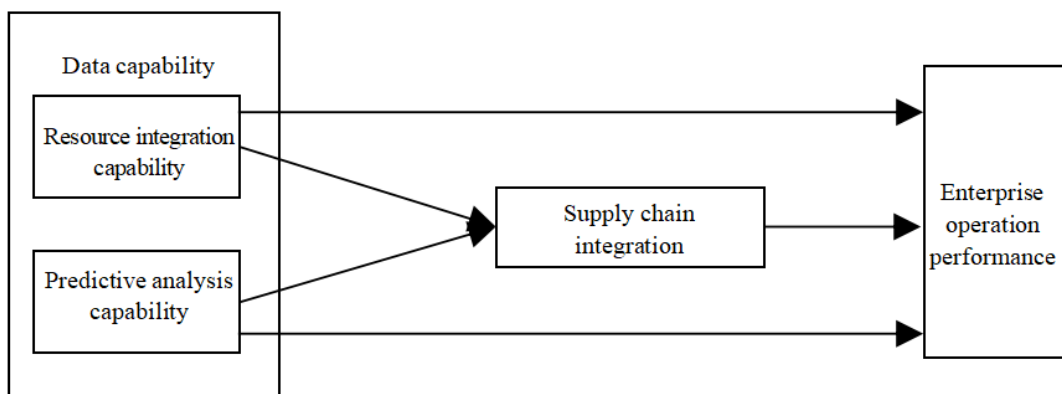 Data capability
Resource integration
capability
Predictive analysis
capability
Supply chain
integration
Enterprise
operation
performance